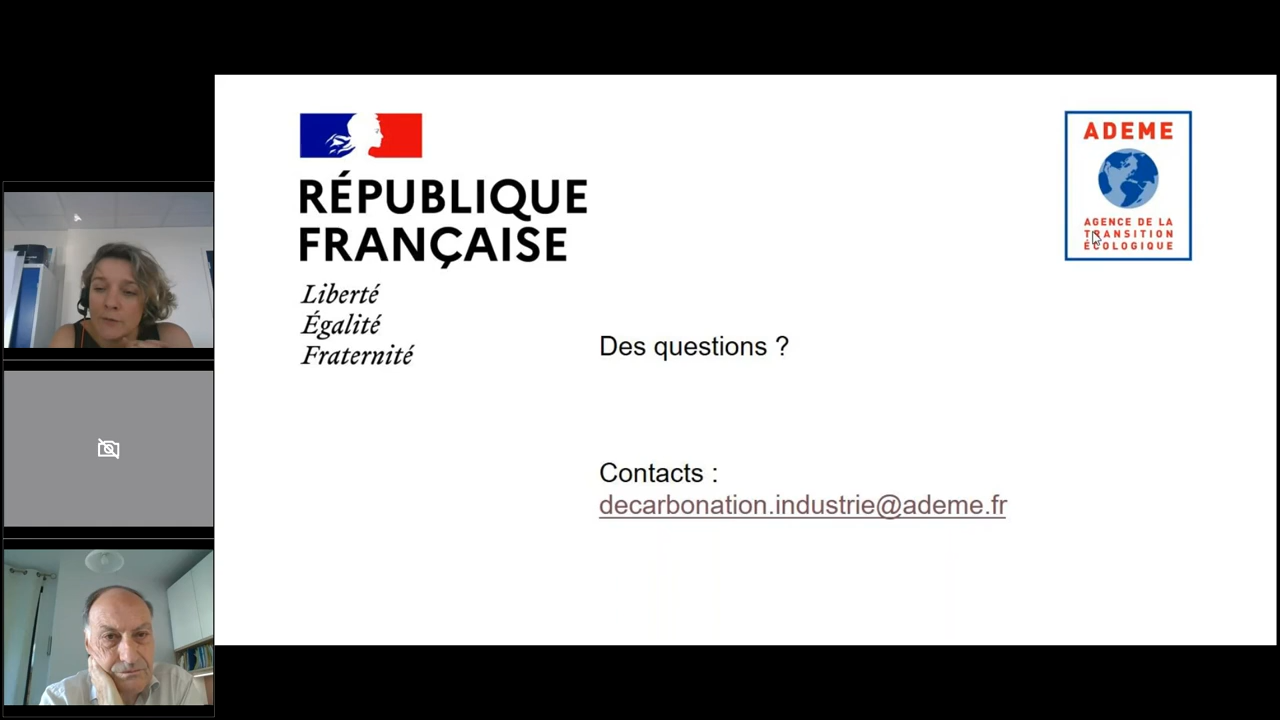 RÉPUBLIQUE
FRANÇAISE
Liberté
Égalité
Fraternité
ADEME
AGENCE DE LA
TRANSITION
ÉCOLOGIQUE
Des questions ?
Contacts :
decarbonation.industrie@ademe.fr